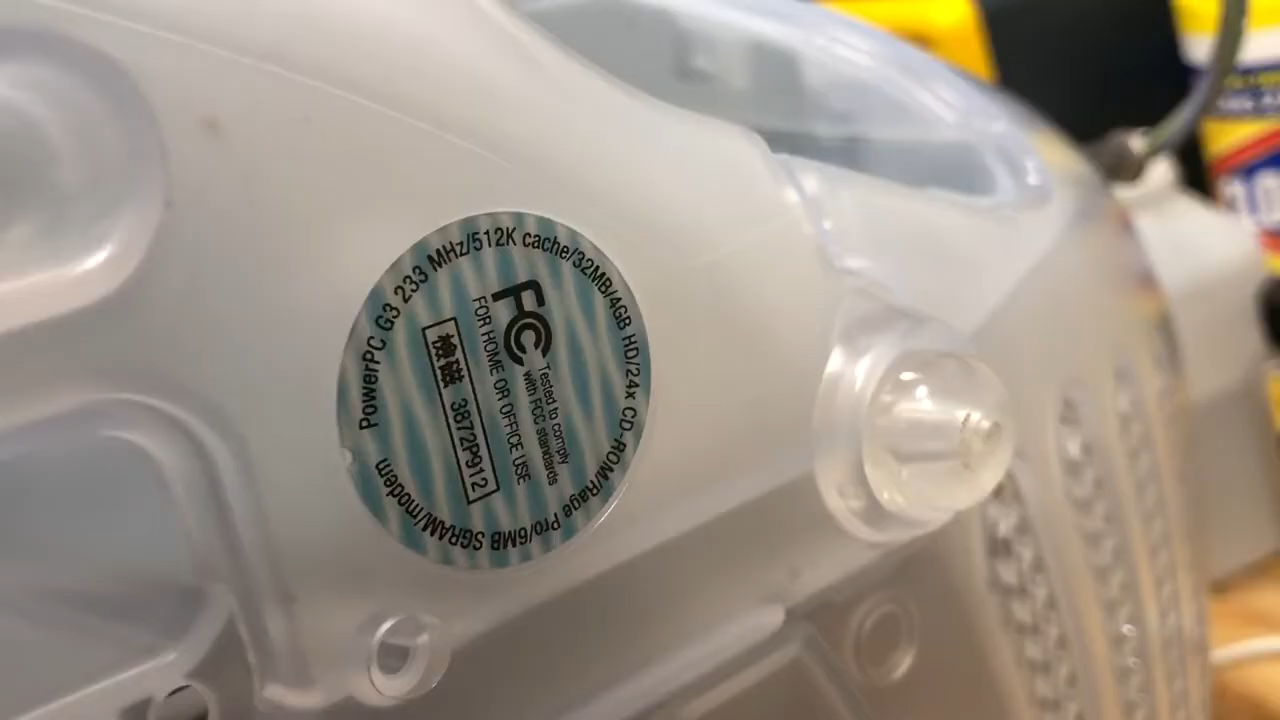 PowerPC G3 233 MHz/512K cache/32MB/4GB HD/24x CD-ROM/Rage Pro/6MB SGRAM/modem
FC
Tested to comply
with FCC standards
FOR HOME OR OFFICE USE
檢磁 3872P912